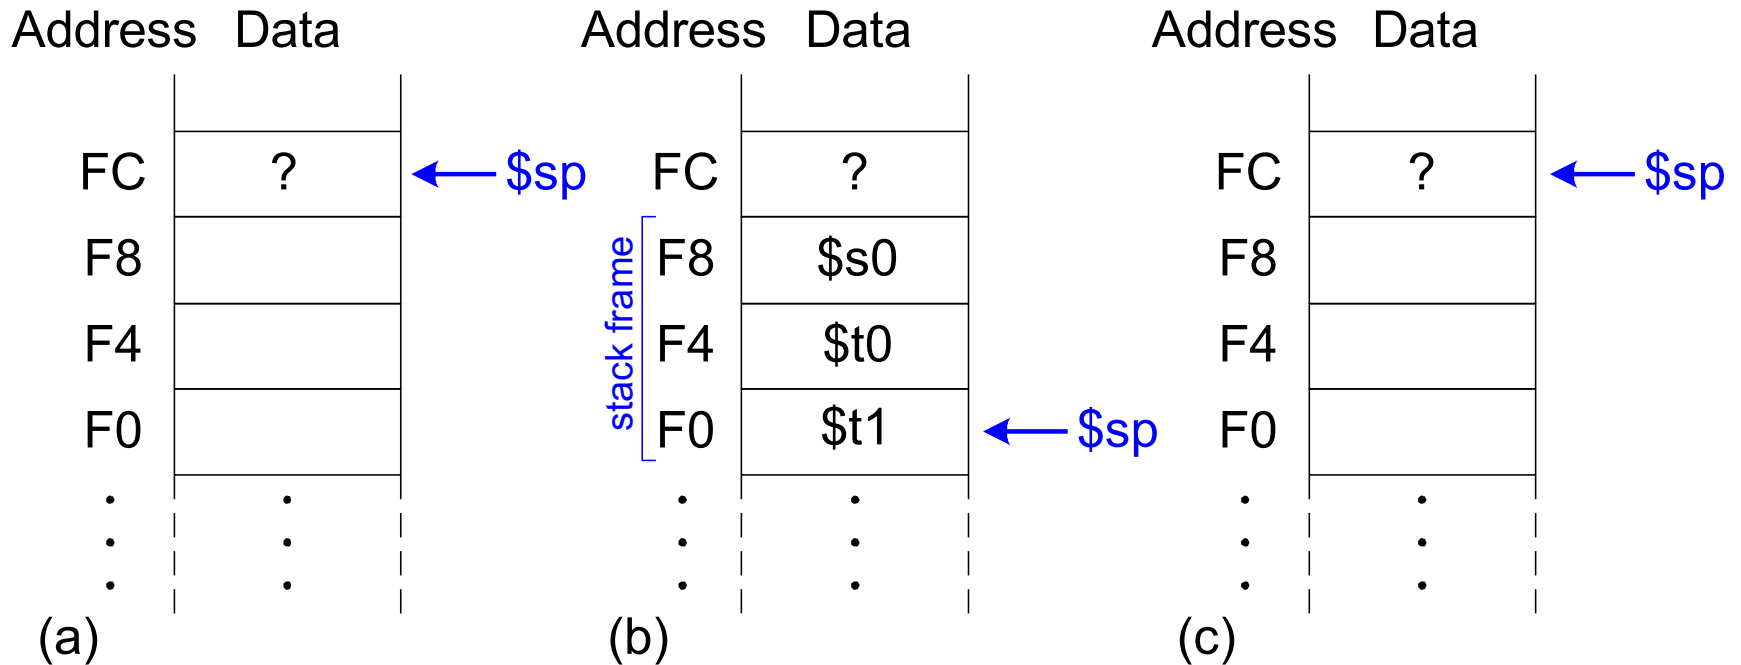 Address Data
FC ? $sp
F8
F4
F0
(a)
Address Data
FC ?
F8 $s0
F4 $t0
F0 $t1 $sp
stack frame
(b)
Address Data
FC ? $sp
F8
F4
F0
(c)